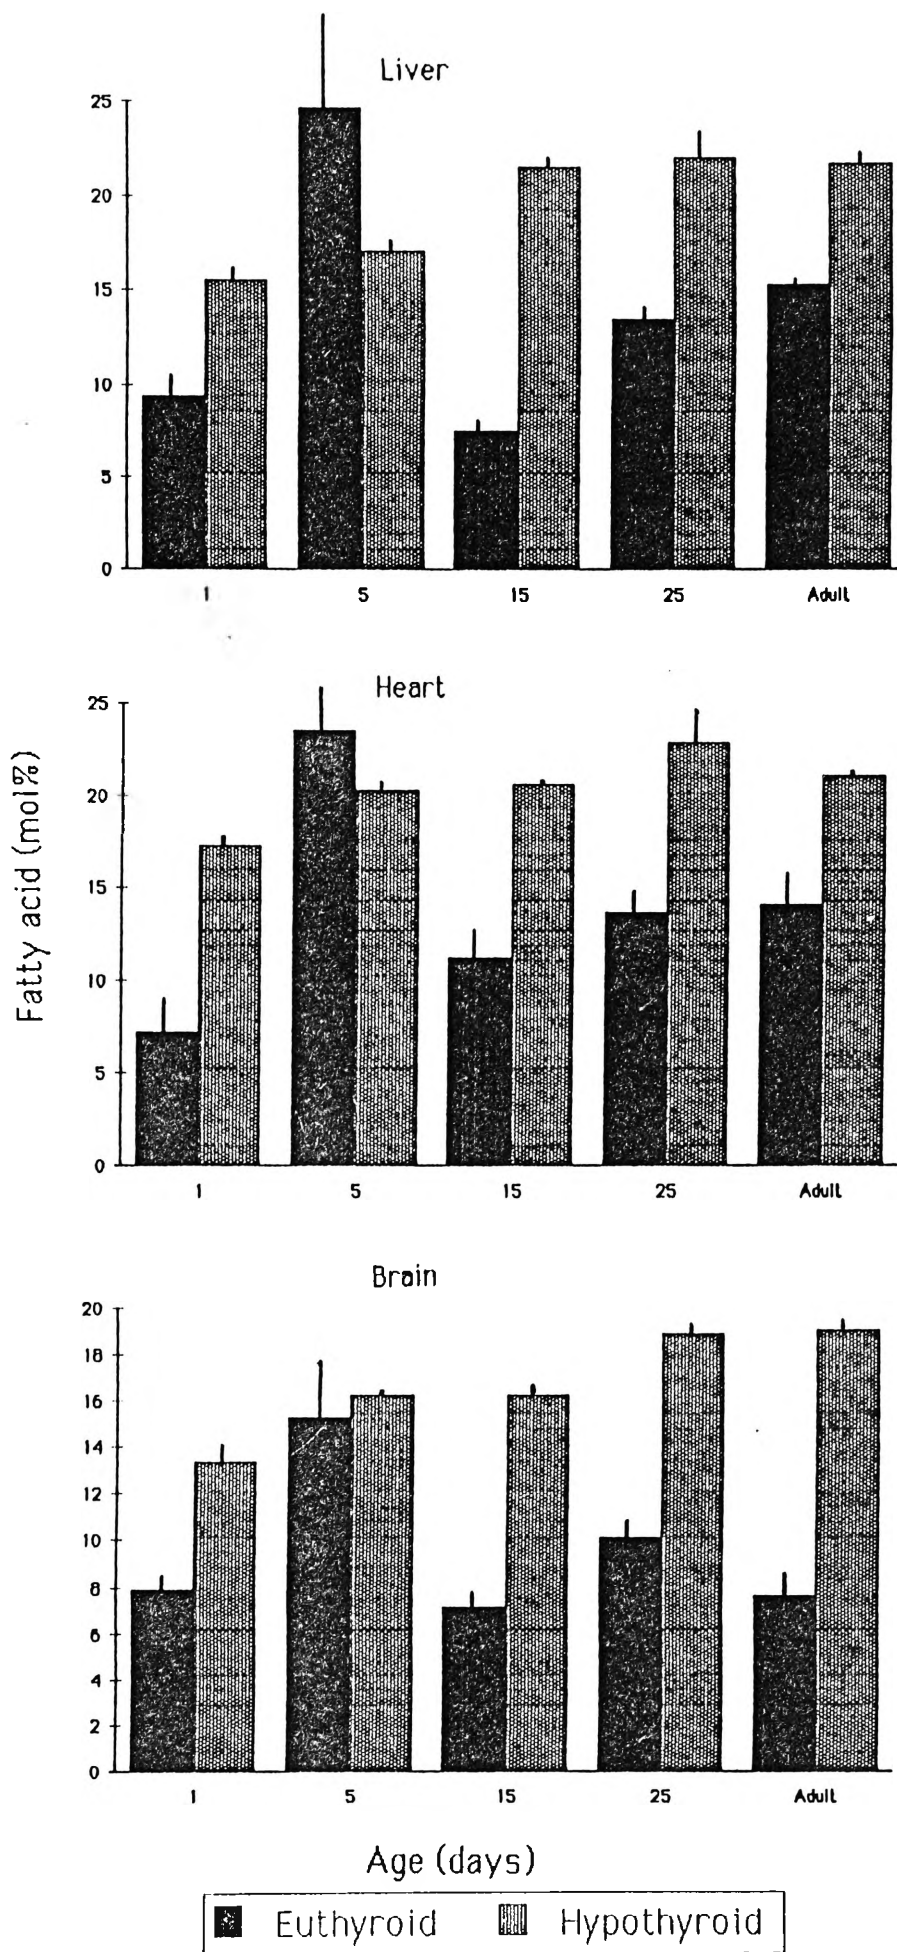 Liver
25
20
15
10
5
0
1 5 15 25 Adult
Heart
25
20
15
10
5
0
1 5 15 25 Adult
Fatty acid (mol%)
Brain
20
18
16
14
12
10
8
6
4
2
0
1 5 15 25 Adult
Age (days)
Euthyroid Hypothyroid